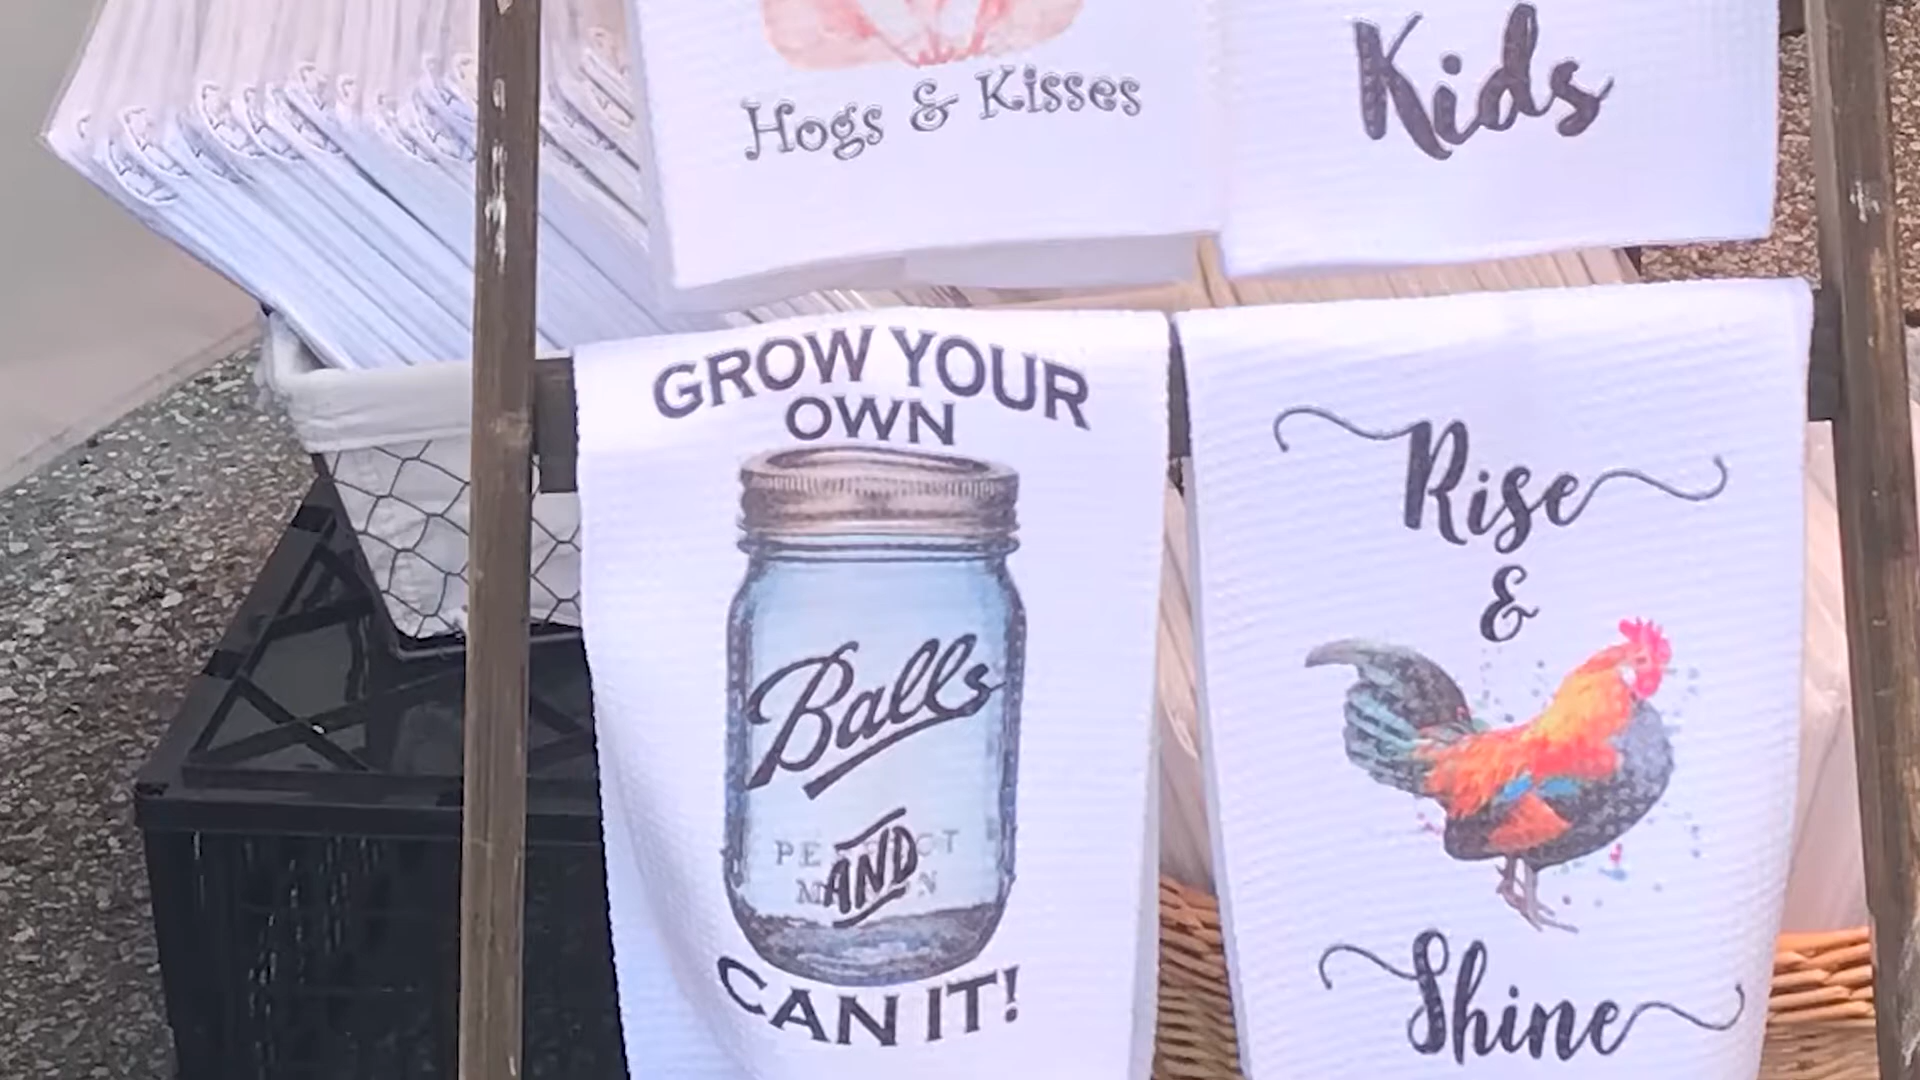 Hogs & Kisses
Kids
GROW YOUR
OWN
Balls
AND
CAN IT!
Rise
&
Shine